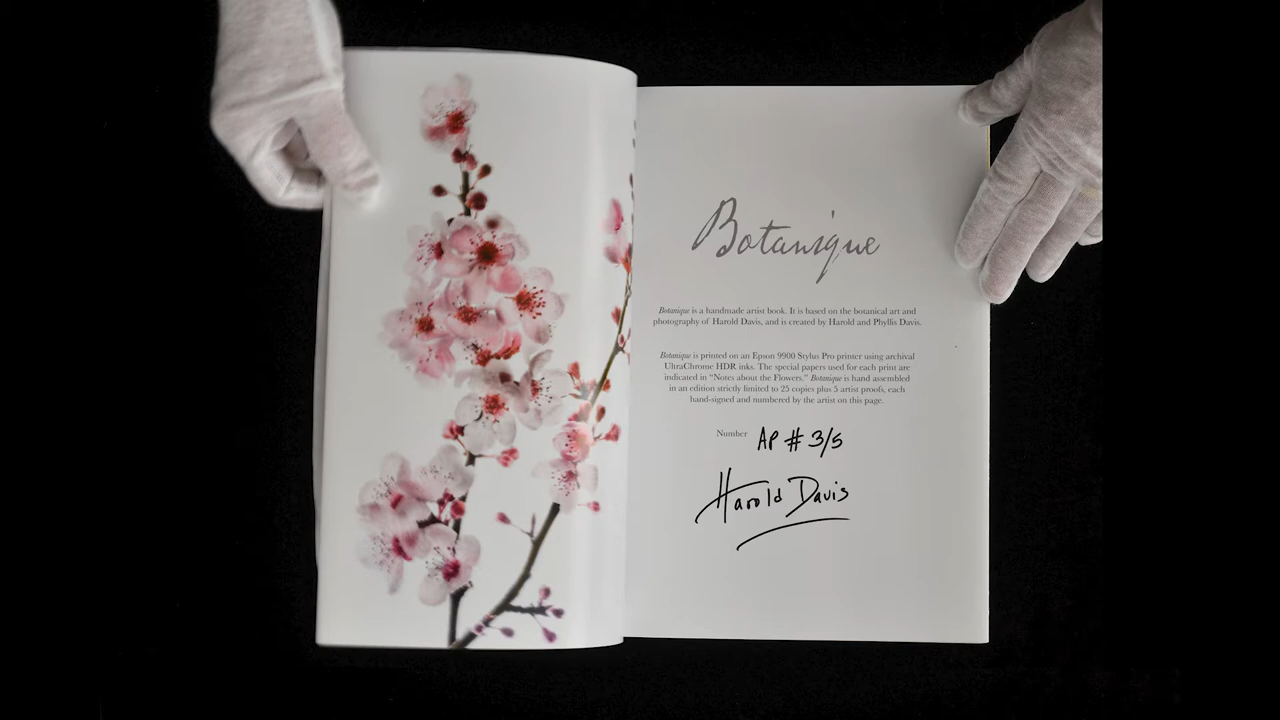 Botanique
Botanique is a handmade artist book. It is based on the botanical art and
photography of Harold Davis, and is created by Harold and Phyllis Davis.
Botanique is printed on an Epson 9900 Stylus Pro printer using archival
UltraChrome HDR inks. The special papers used for each print are
indicated in “Notes about the Flowers.” Botanique is hand assembled
in an edition strictly limited to 25 copies plus 5 artist proofs, each
hand-signed and numbered by the artist on this page.
Number AP # 3/5
Harold Davis